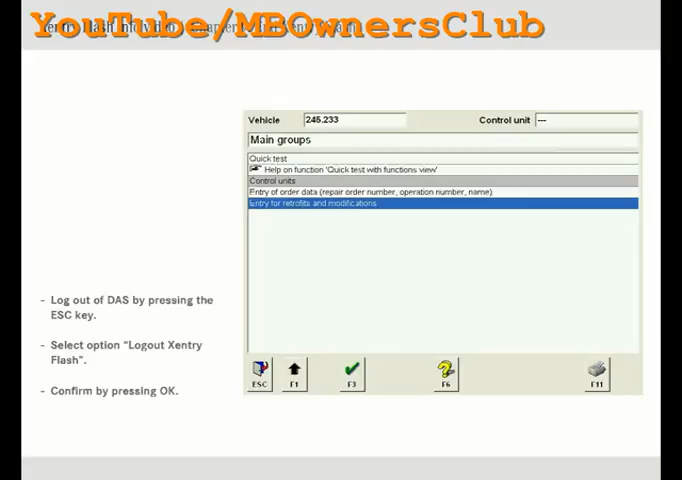 YouTube/MBOwnersClub
Vehicle 245.233 Control unit ---
Main groups
Quick test
Help on function 'Quick test with functions view'
Control units
Entry of order data (repair order number, operation number, name)
Entry for retrofits and modifications
- Log out of DAS by pressing the
ESC key.
- Select option "Logout Xentry
Flash".
- Confirm by pressing OK.
ESC F1 F3 F6 F11